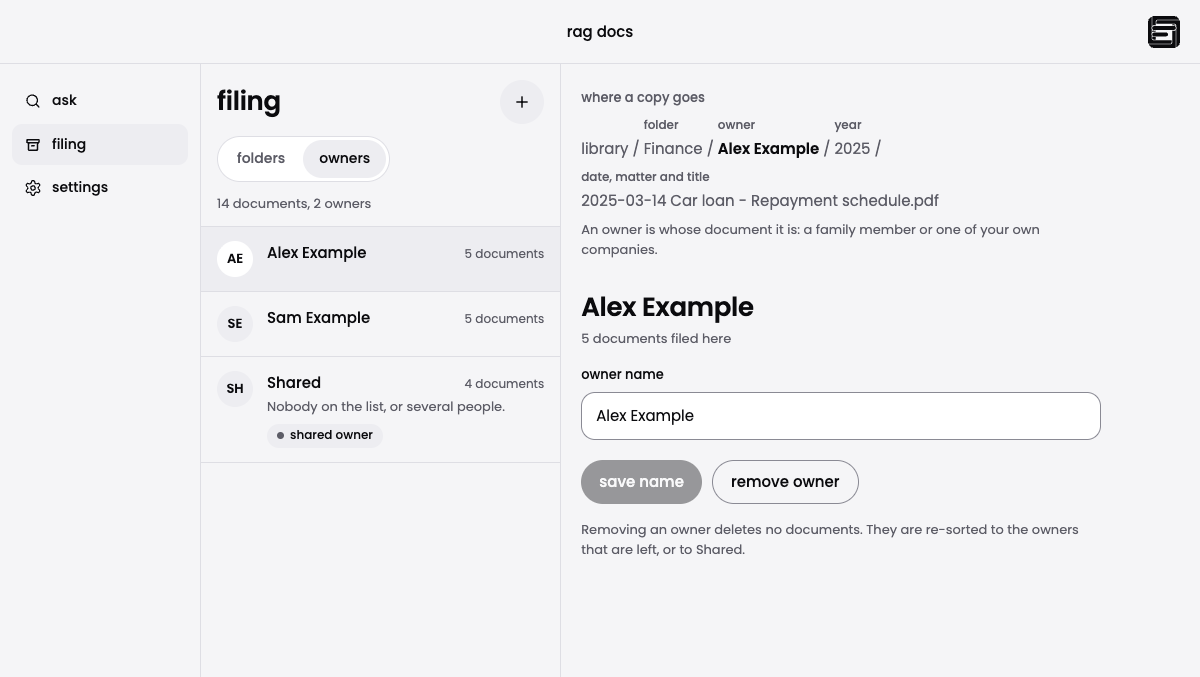 rag docs
ask
filing
settings
filing
+
folders owners
14 documents, 2 owners
AE Alex Example 5 documents
SE Sam Example 5 documents
SH Shared 4 documents
Nobody on the list, or several people.
shared owner
where a copy goes
folder owner year
library / Finance / Alex Example / 2025 /
date, matter and title
2025-03-14 Car loan - Repayment schedule.pdf
An owner is whose document it is: a family member or one of your own
companies.
Alex Example
5 documents filed here
owner name
Alex Example
save name remove owner
Removing an owner deletes no documents. They are re-sorted to the owners
that are left, or to Shared.